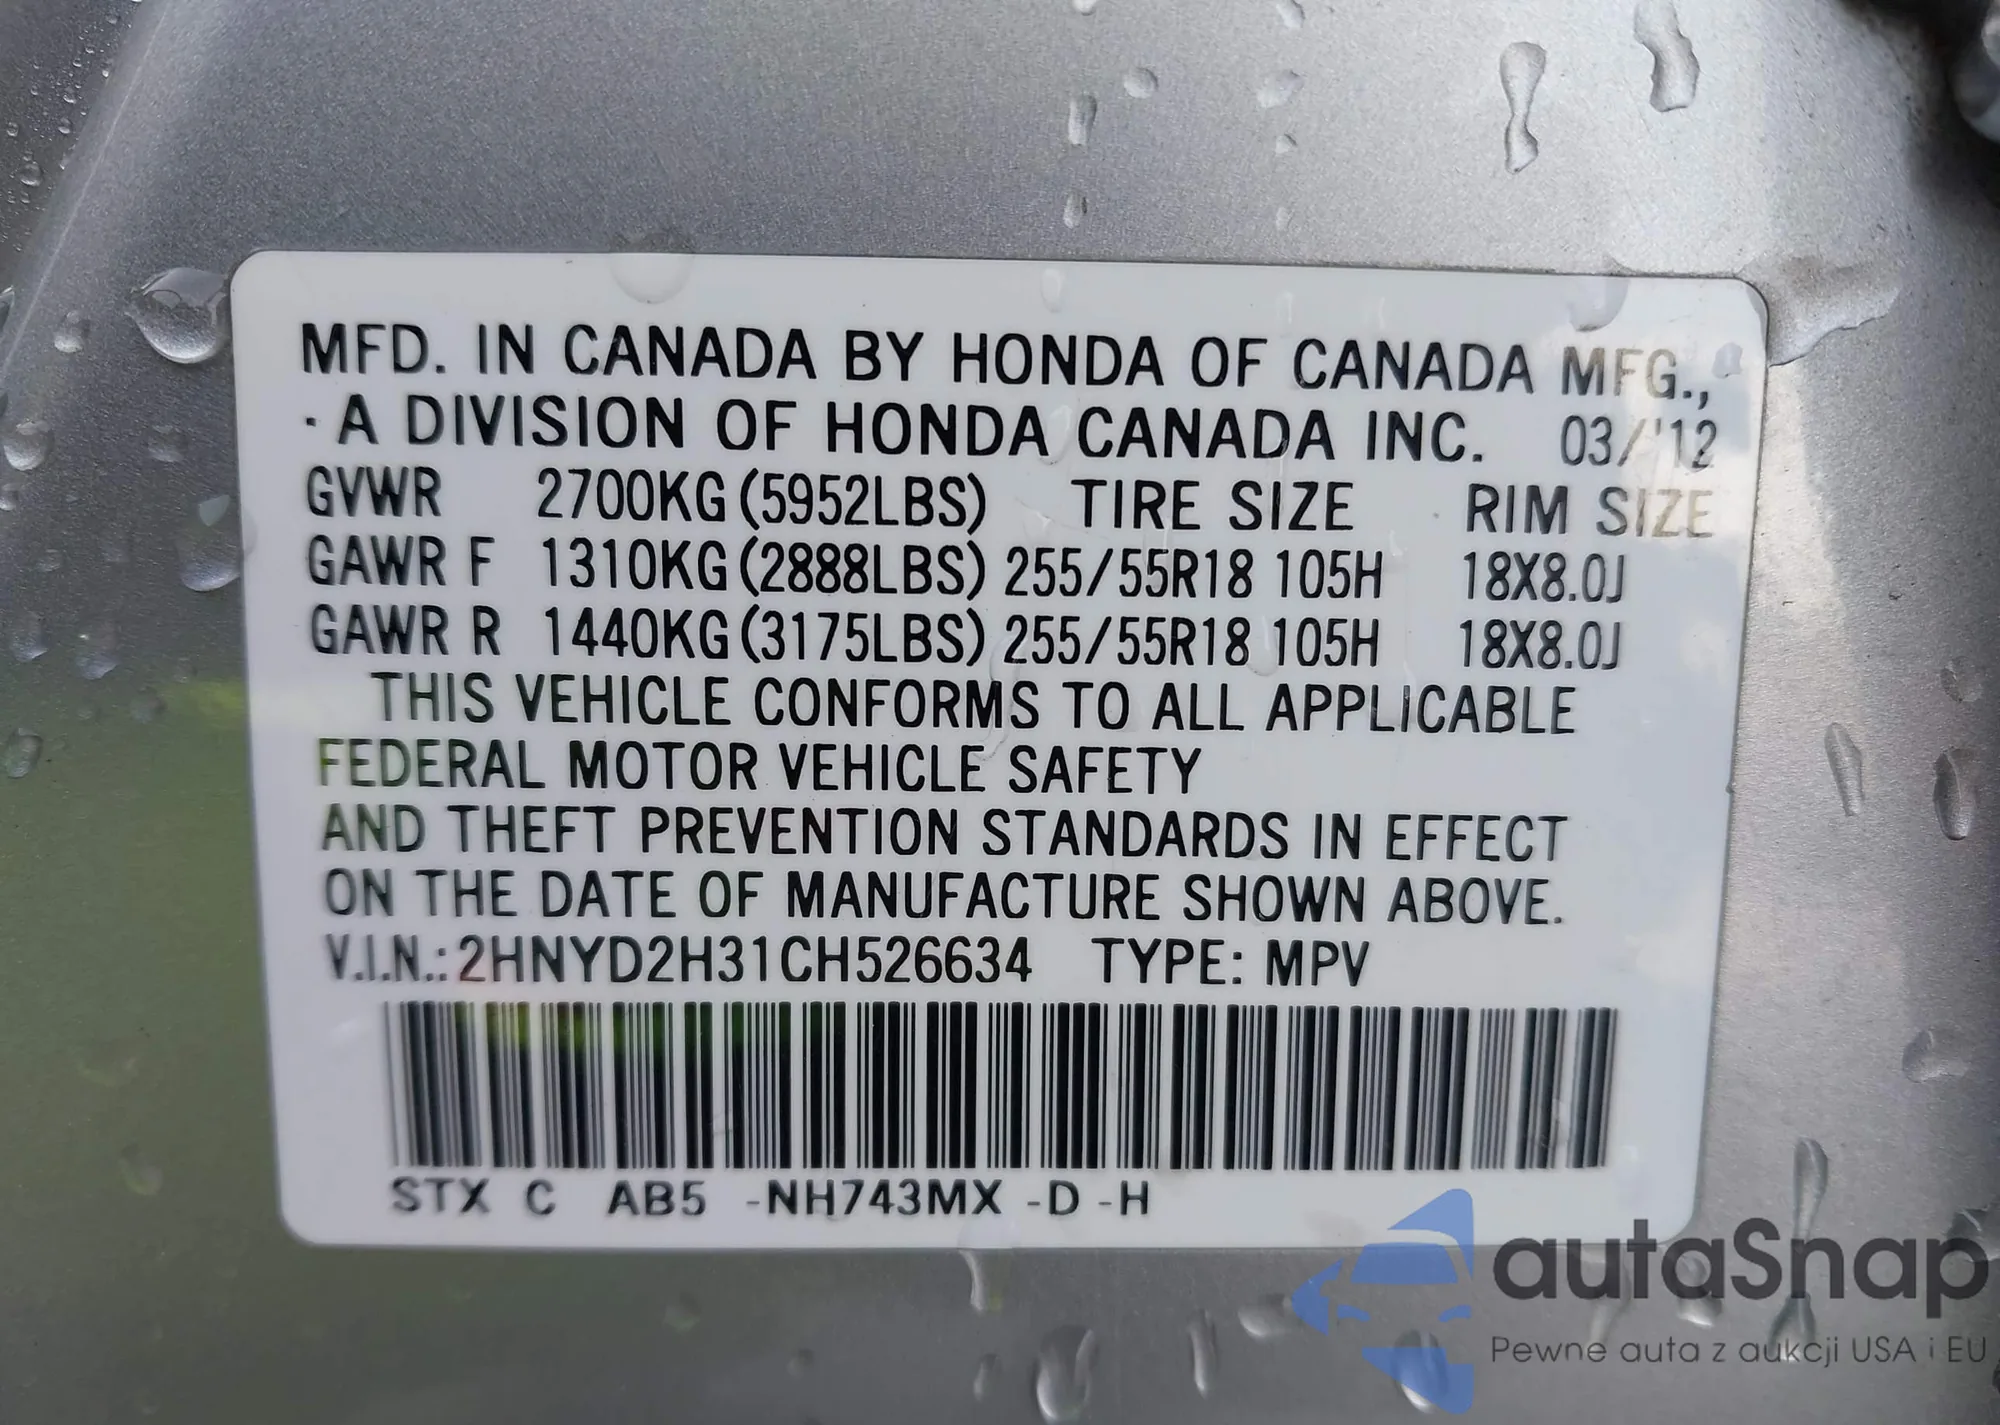 MFD. IN CANADA BY HONDA OF CANADA MFG.,
· A DIVISION OF HONDA CANADA INC. 03/'12
GVWR 2700KG (5952LBS) TIRE SIZE RIM SIZE
GAWR F 1310KG (2888LBS) 255/55R18 105H 18X8.0J
GAWR R 1440KG (3175LBS) 255/55R18 105H 18X8.0J
THIS VEHICLE CONFORMS TO ALL APPLICABLE
FEDERAL MOTOR VEHICLE SAFETY
AND THEFT PREVENTION STANDARDS IN EFFECT
ON THE DATE OF MANUFACTURE SHOWN ABOVE.
V.I.N.: 2HNYD2H31CH526634 TYPE: MPV
STX C AB5 -NH743MX -D -H
autaSnap
Pewne auta z aukcji USA i EU